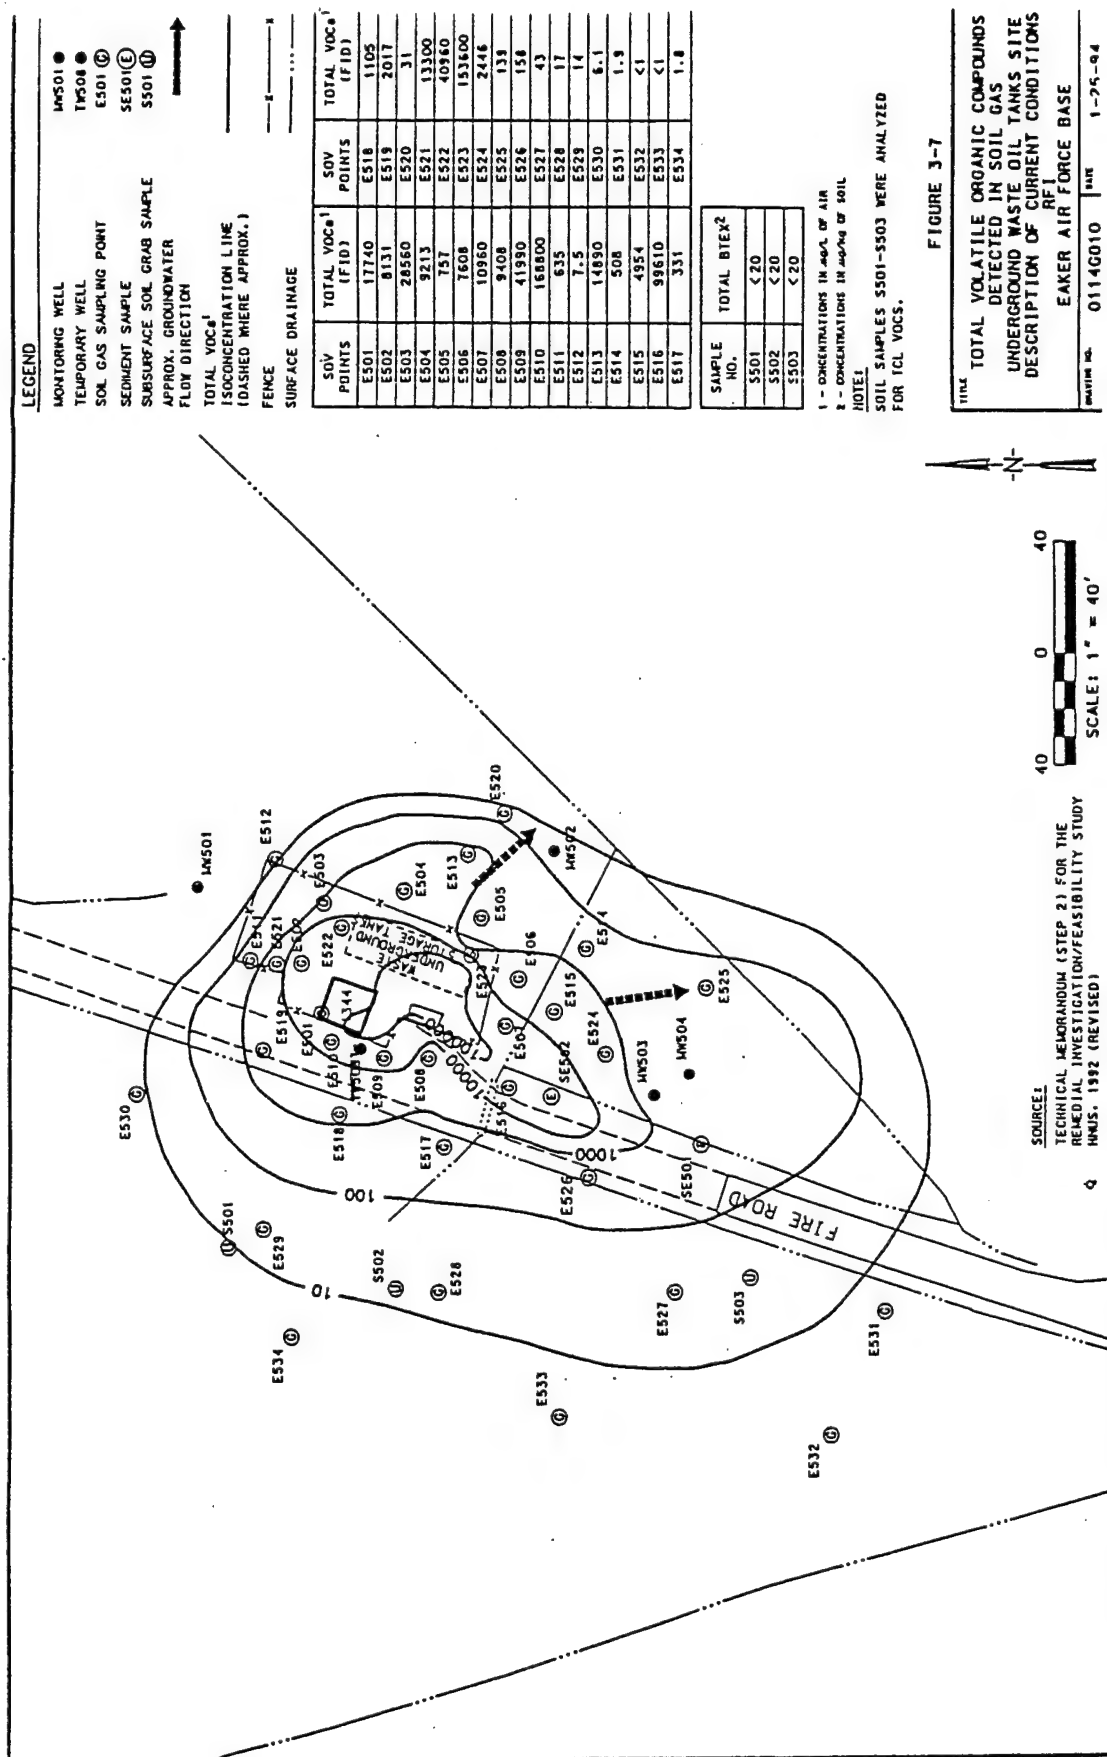 LEGEND
MONITORING WELL MW501
TEMPORARY WELL TW508
SOIL GAS SAMPLING POINT E501 G
SEDIMENT SAMPLE SE501 E
SUBSURFACE SOIL GRAB SAMPLE S501 U
APPROX. GROUNDWATER
FLOW DIRECTION
TOTAL VOCs1
ISOCONCENTRATION LINE
(DASHED WHERE APPROX.)
FENCE
SURFACE DRAINAGE
SOV POINTS TOTAL VOCs1 (FID) SOV POINTS TOTAL VOCs1 (FID)
E501 17740 E518 1105
E502 8131 E519 2017
E503 28560 E520 31
E504 9213 E521 13300
E505 757 E522 40960
E506 7608 E523 153600
E507 10960 E524 2446
E508 9408 E525 139
E509 41990 E526 158
E510 168800 E527 43
E511 635 E528 17
E512 7.5 E529 14
E513 14890 E530 6.1
E514 508 E531 1.9
E515 4954 E532 <1
E516 99610 E533 <1
E517 331 E534 1.8
SAMPLE NO. TOTAL BTEX2
S501 <20
S502 <20
S503 <20
1 - CONCENTRATIONS IN OF AIR
2 - CONCENTRATIONS IN OF SOIL
NOTE:
SOIL SAMPLES S501-S503 WERE ANALYZED
FOR TCL VOCS.
FIGURE 3-7
TITLE
TOTAL VOLATILE ORGANIC COMPOUNDS
DETECTED IN SOIL GAS
UNDERGROUND WASTE OIL TANKS SITE
DESCRIPTION OF CURRENT CONDITIONS
RFI
EAKER AIR FORCE BASE
DRAWING NO. 0114G010 DATE 1-25-94
-N-
40 0 40
SCALE: 1" = 40'
SOURCE:
TECHNICAL MEMORANDUM (STEP 2) FOR THE
REMEDIAL INVESTIGATION/FEASIBILITY STUDY
HNUS, 1992 (REVISED)
MW501
E512
E503
E511
E521
E502
E522
E504
E513
E520
MW502
E505
E523
E506
E514
E515
E507
E524
E525
SE502
MW503
MW504
E519
E501
344
E510
E509
E508
E516
E518
E517
E526
SE501
E530
S501
E529
S502
E528
E527
S503
E531
E534
E533
E532
WASTE
UNDERGROUND
STORAGE TANKS
FIRE ROAD
10
100
1000
10000